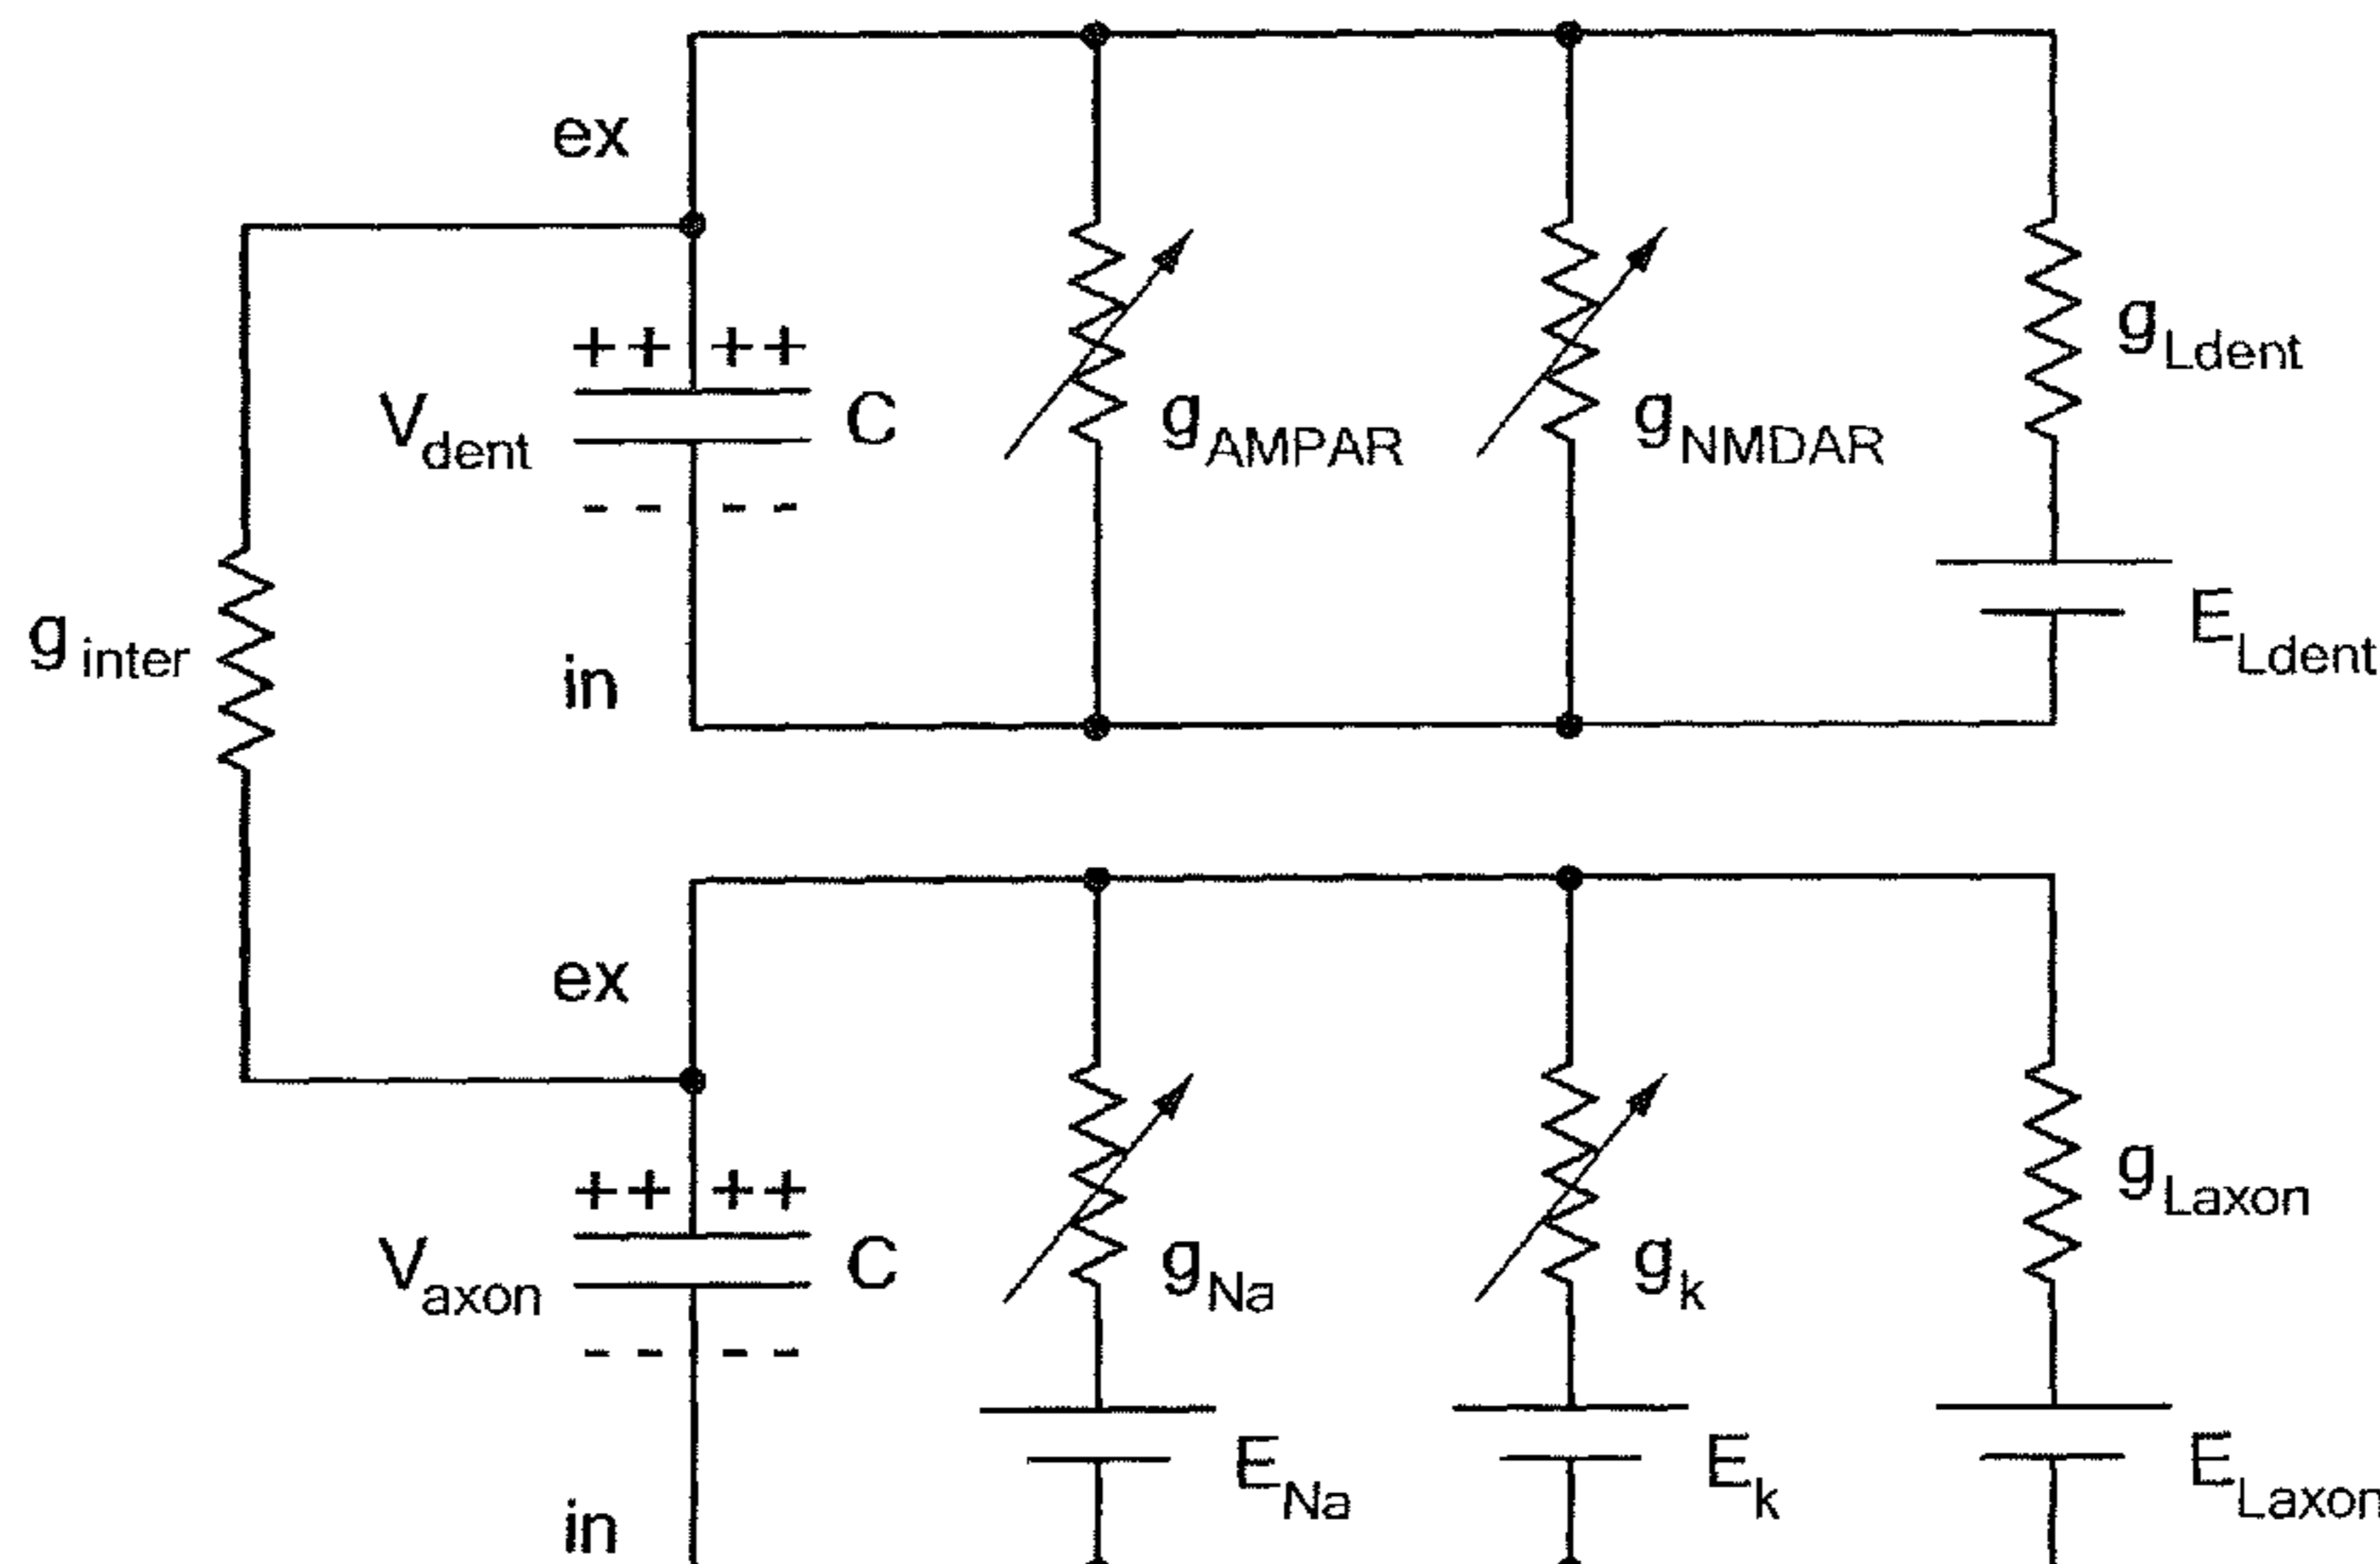 ex
++ ++
V_dent
C
g_AMPAR
g_NMDAR
g_Ldent
- - - -
g_inter
in
E_Ldent
ex
++ ++
V_axon
C
g_Na
g_k
g_Laxon
- - - -
E_Na
E_k
E_Laxon
in